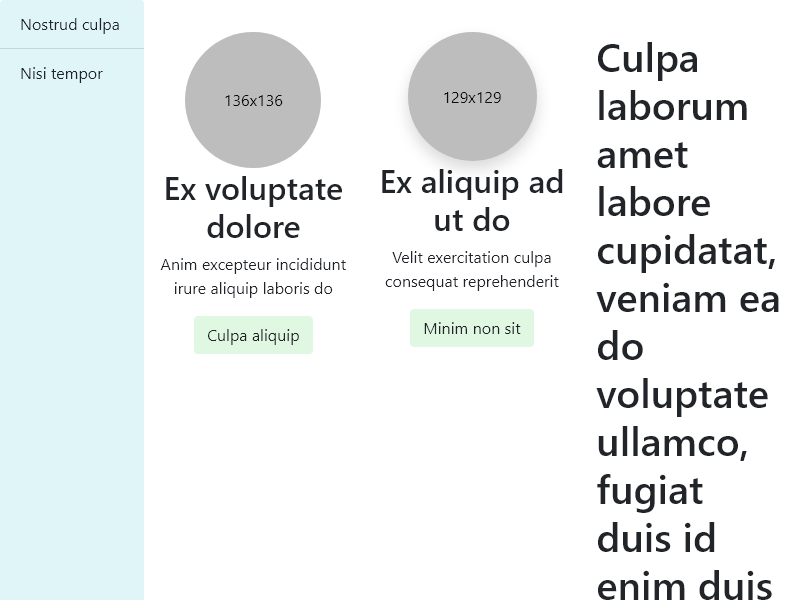 Nostrud culpa
Nisi tempor
136x136
Ex voluptate
dolore
Anim excepteur incididunt
irure aliquip laboris do
Culpa aliquip
129x129
Ex aliquip ad
ut do
Velit exercitation culpa
consequat reprehenderit
Minim non sit
Culpa
laborum
amet
labore
cupidatat,
veniam ea
do
voluptate
ullamco,
fugiat
duis id
enim duis